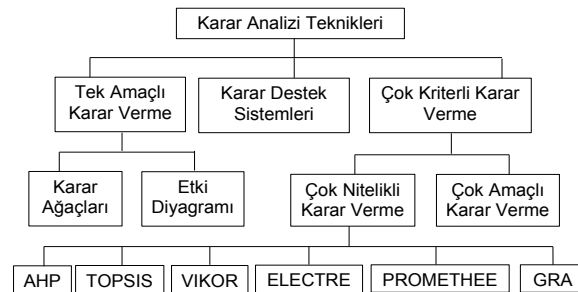 Karar Analizi Teknikleri
Tek Amaçlı
Karar Verme
Karar Destek
Sistemleri
Çok Kriterli Karar
Verme
Karar
Ağaçları
Etki
Diyagramı
Çok Nitelikli
Karar Verme
Çok Amaçlı
Karar Verme
AHP
TOPSIS
VIKOR
ELECTRE
PROMETHEE
GRA